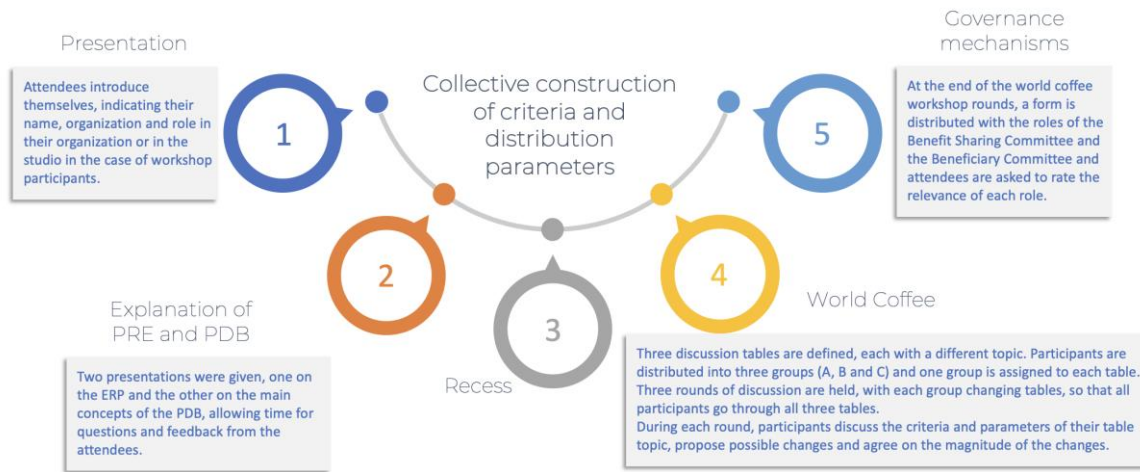 Presentation
Attendees introduce
themselves, indicating their
name, organization and role in
their organization or in the
studio in the case of workshop
participants.
1
Collective construction
of criteria and
distribution
parameters
Governance
mechanisms
At the end of the world coffee
workshop rounds, a form is
distributed with the roles of the
Benefit Sharing Committee and
the Beneficiary Committee and
attendees are asked to rate the
relevance of each role.
5
2
Explanation of
PRE and PDB
Two presentations were given, one on
the ERP and the other on the main
concepts of the PDB, allowing time for
questions and feedback from the
attendees.
3
Recess
4
World Coffee
Three discussion tables are defined, each with a different topic. Participants are
distributed into three groups (A, B and C) and one group is assigned to each table.
Three rounds of discussion are held, with each group changing tables, so that all
participants go through all three tables.
During each round, participants discuss the criteria and parameters of their table
topic, propose possible changes and agree on the magnitude of the changes.